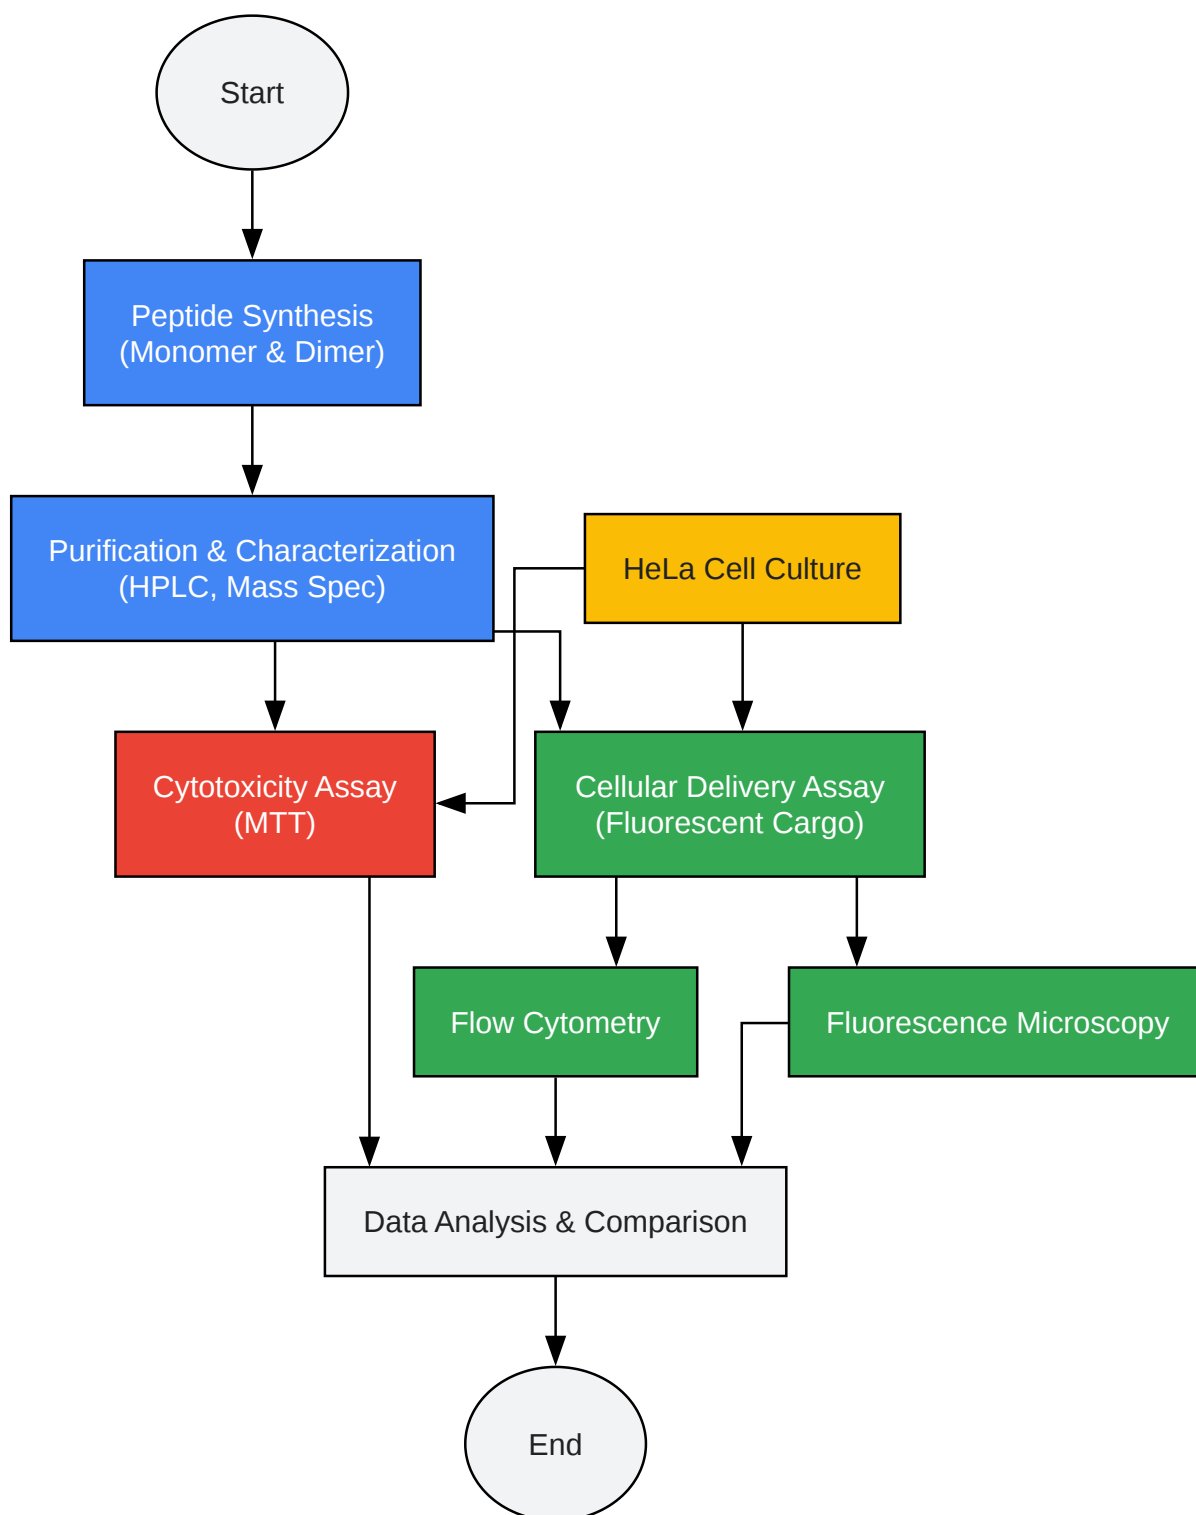 Start
Peptide Synthesis
(Monomer & Dimer)
Purification & Characterization
(HPLC, Mass Spec)
HeLa Cell Culture
Cytotoxicity Assay
(MTT)
Cellular Delivery Assay
(Fluorescent Cargo)
Flow Cytometry
Fluorescence Microscopy
Data Analysis & Comparison
End